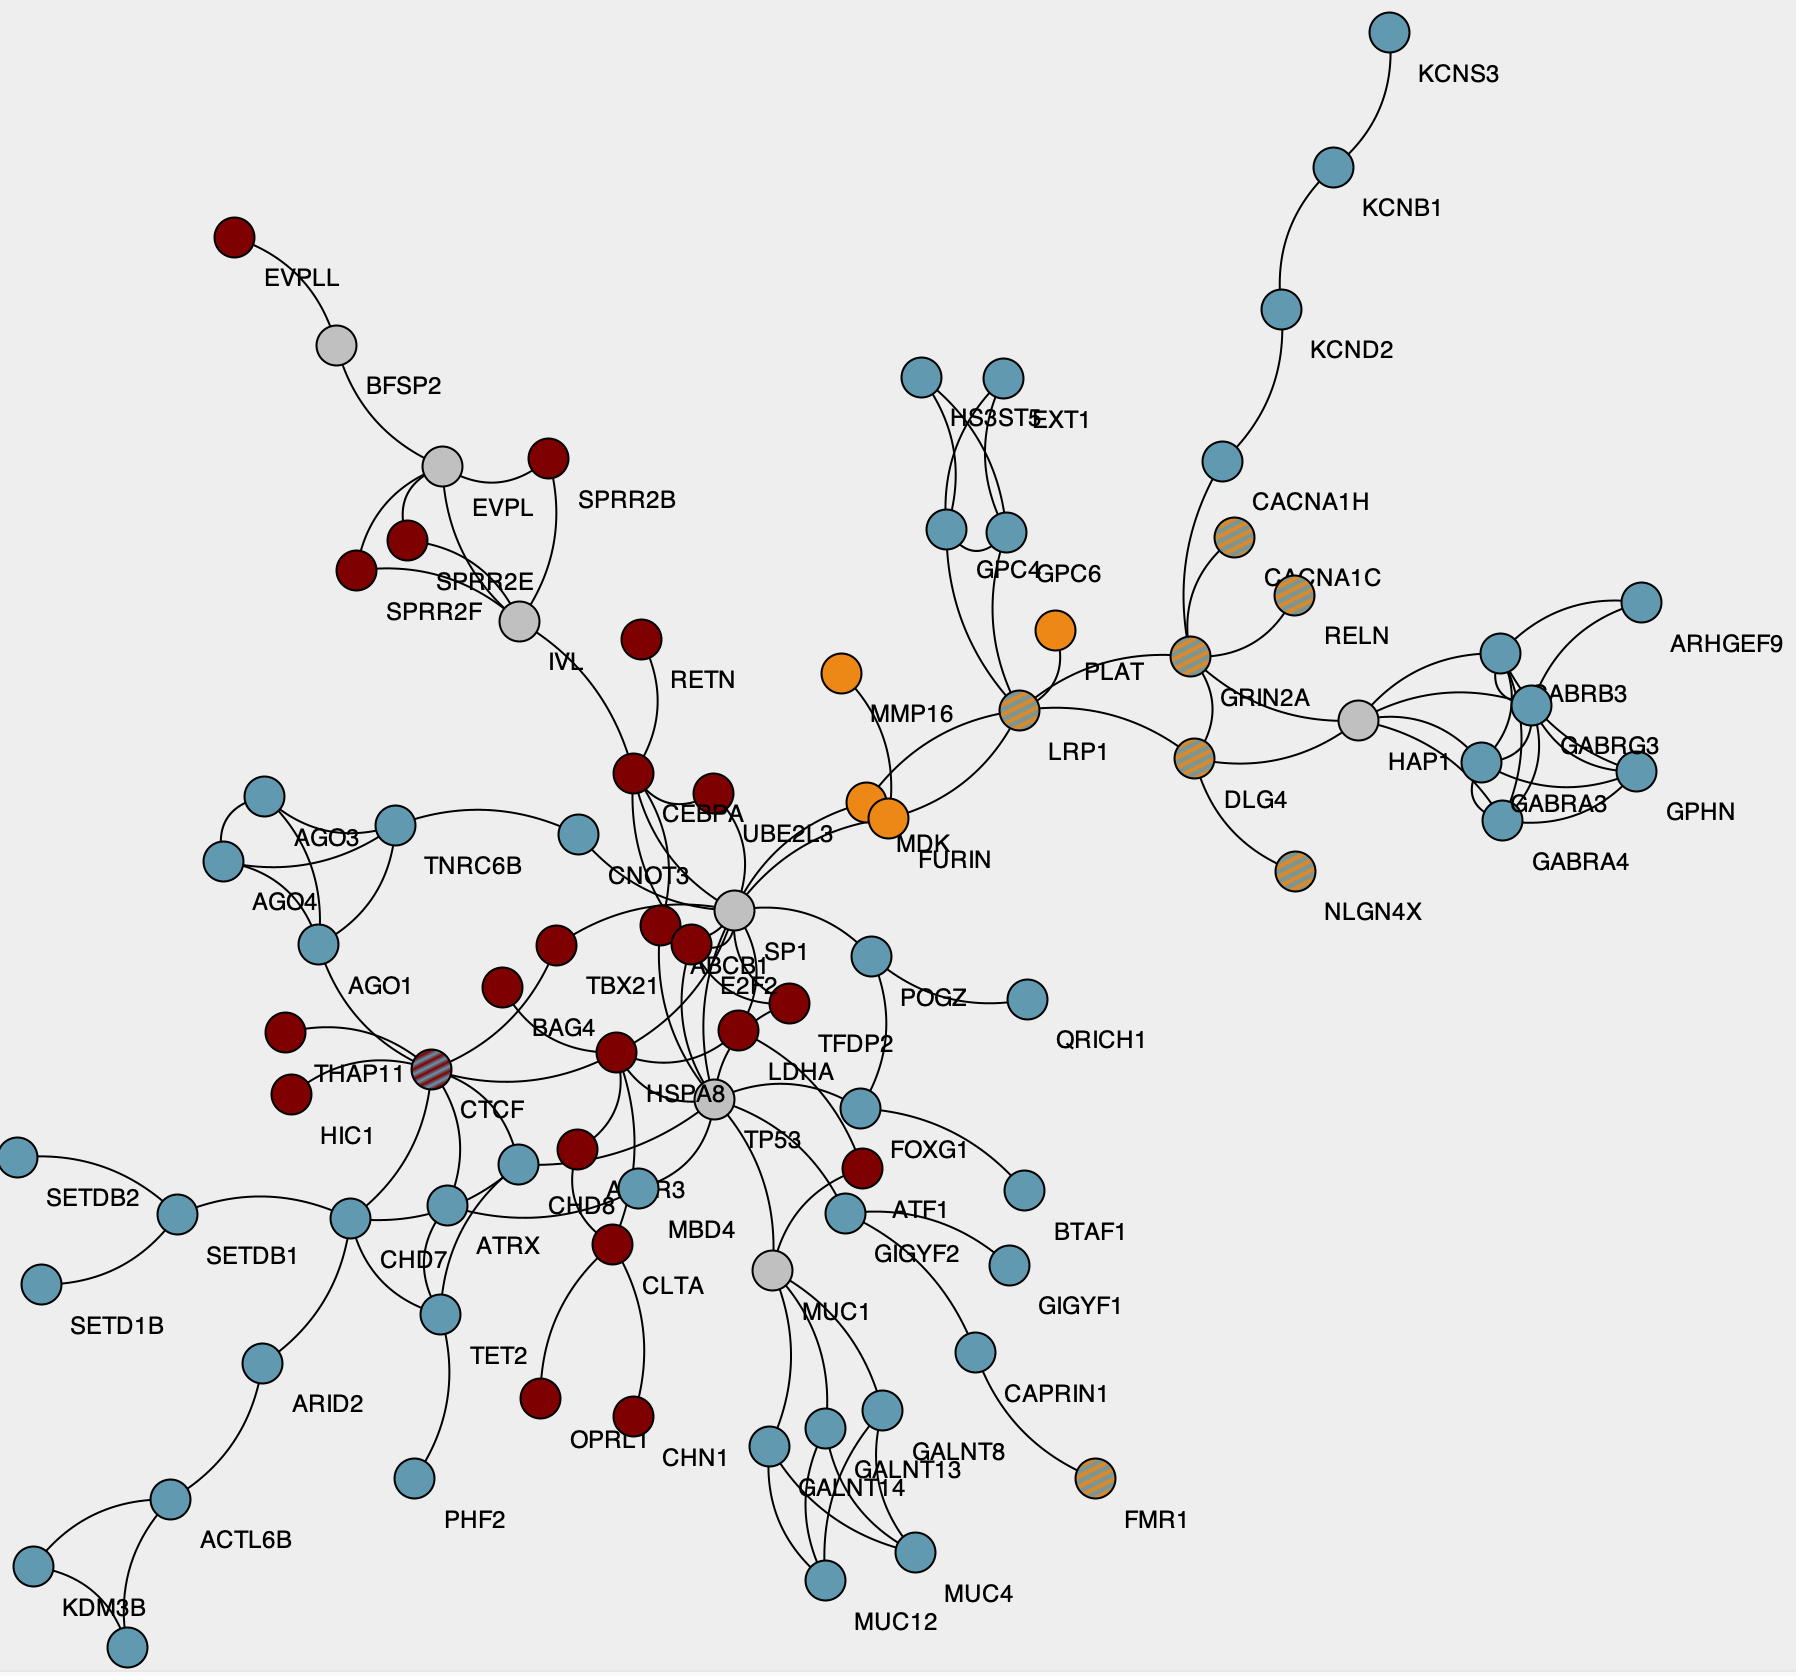 KCNS3
KCNB1
EVPLL
KCND2
BFSP2
HS3ST5
EXT1
SPRR2B
CACNA1H
EVPL
GPC4
GPC6
CACNA1C
SPRR2E
SPRR2F
RELN
ARHGEF9
IVL
RETN
PLAT
GRIN2A
GABRB3
MMP16
LRP1
GABRG3
HAP1
DLG4
GABRA3
GPHN
CEBPA
UBE2L3
AGO3
MDK
FURIN
GABRA4
TNRC6B
CNOT3
AGO4
NLGN4X
SP1
ABCB1
TBX21
E2F2
AGO1
POGZ
BAG4
TFDP2
QRICH1
THAP11
LDHA
HSPA8
CTCF
HIC1
TP53
FOXG1
SETDB2
CHD8
MBD4
ATF1
BTAF1
ATRX
SETDB1
CHD7
GIGYF2
CLTA
GIGYF1
MUC1
SETD1B
TET2
CAPRIN1
ARID2
OPRL1
CHN1
GALNT8
GALNT13
GALNT14
PHF2
FMR1
ACTL6B
MUC4
KDM3B
MUC12